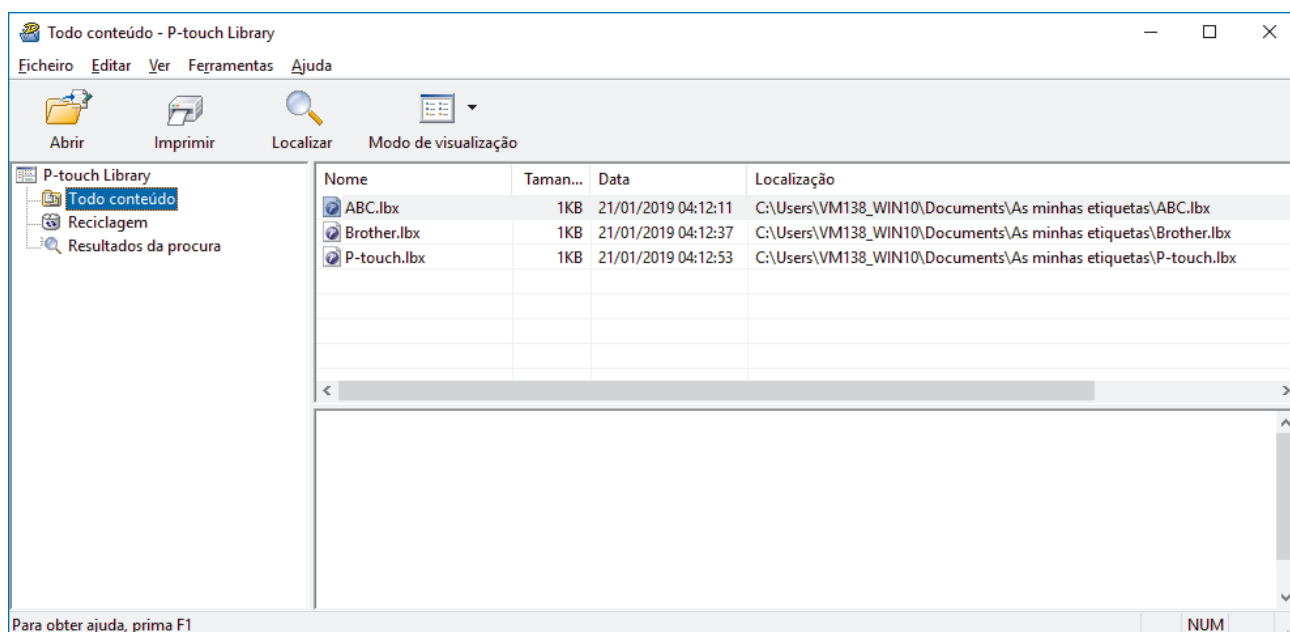 Todo conteúdo - P-touch Library
Ficheiro Editar Ver Ferramentas Ajuda
Abrir Imprimir Localizar Modo de visualização
P-touch Library
Todo conteúdo
Reciclagem
Resultados da procura
Nome Taman... Data Localização
ABC.lbx 1KB 21/01/2019 04:12:11 C:\Users\VM138_WIN10\Documents\As minhas etiquetas\ABC.lbx
Brother.lbx 1KB 21/01/2019 04:12:37 C:\Users\VM138_WIN10\Documents\As minhas etiquetas\Brother.lbx
P-touch.lbx 1KB 21/01/2019 04:12:53 C:\Users\VM138_WIN10\Documents\As minhas etiquetas\P-touch.lbx
Para obter ajuda, prima F1 NUM